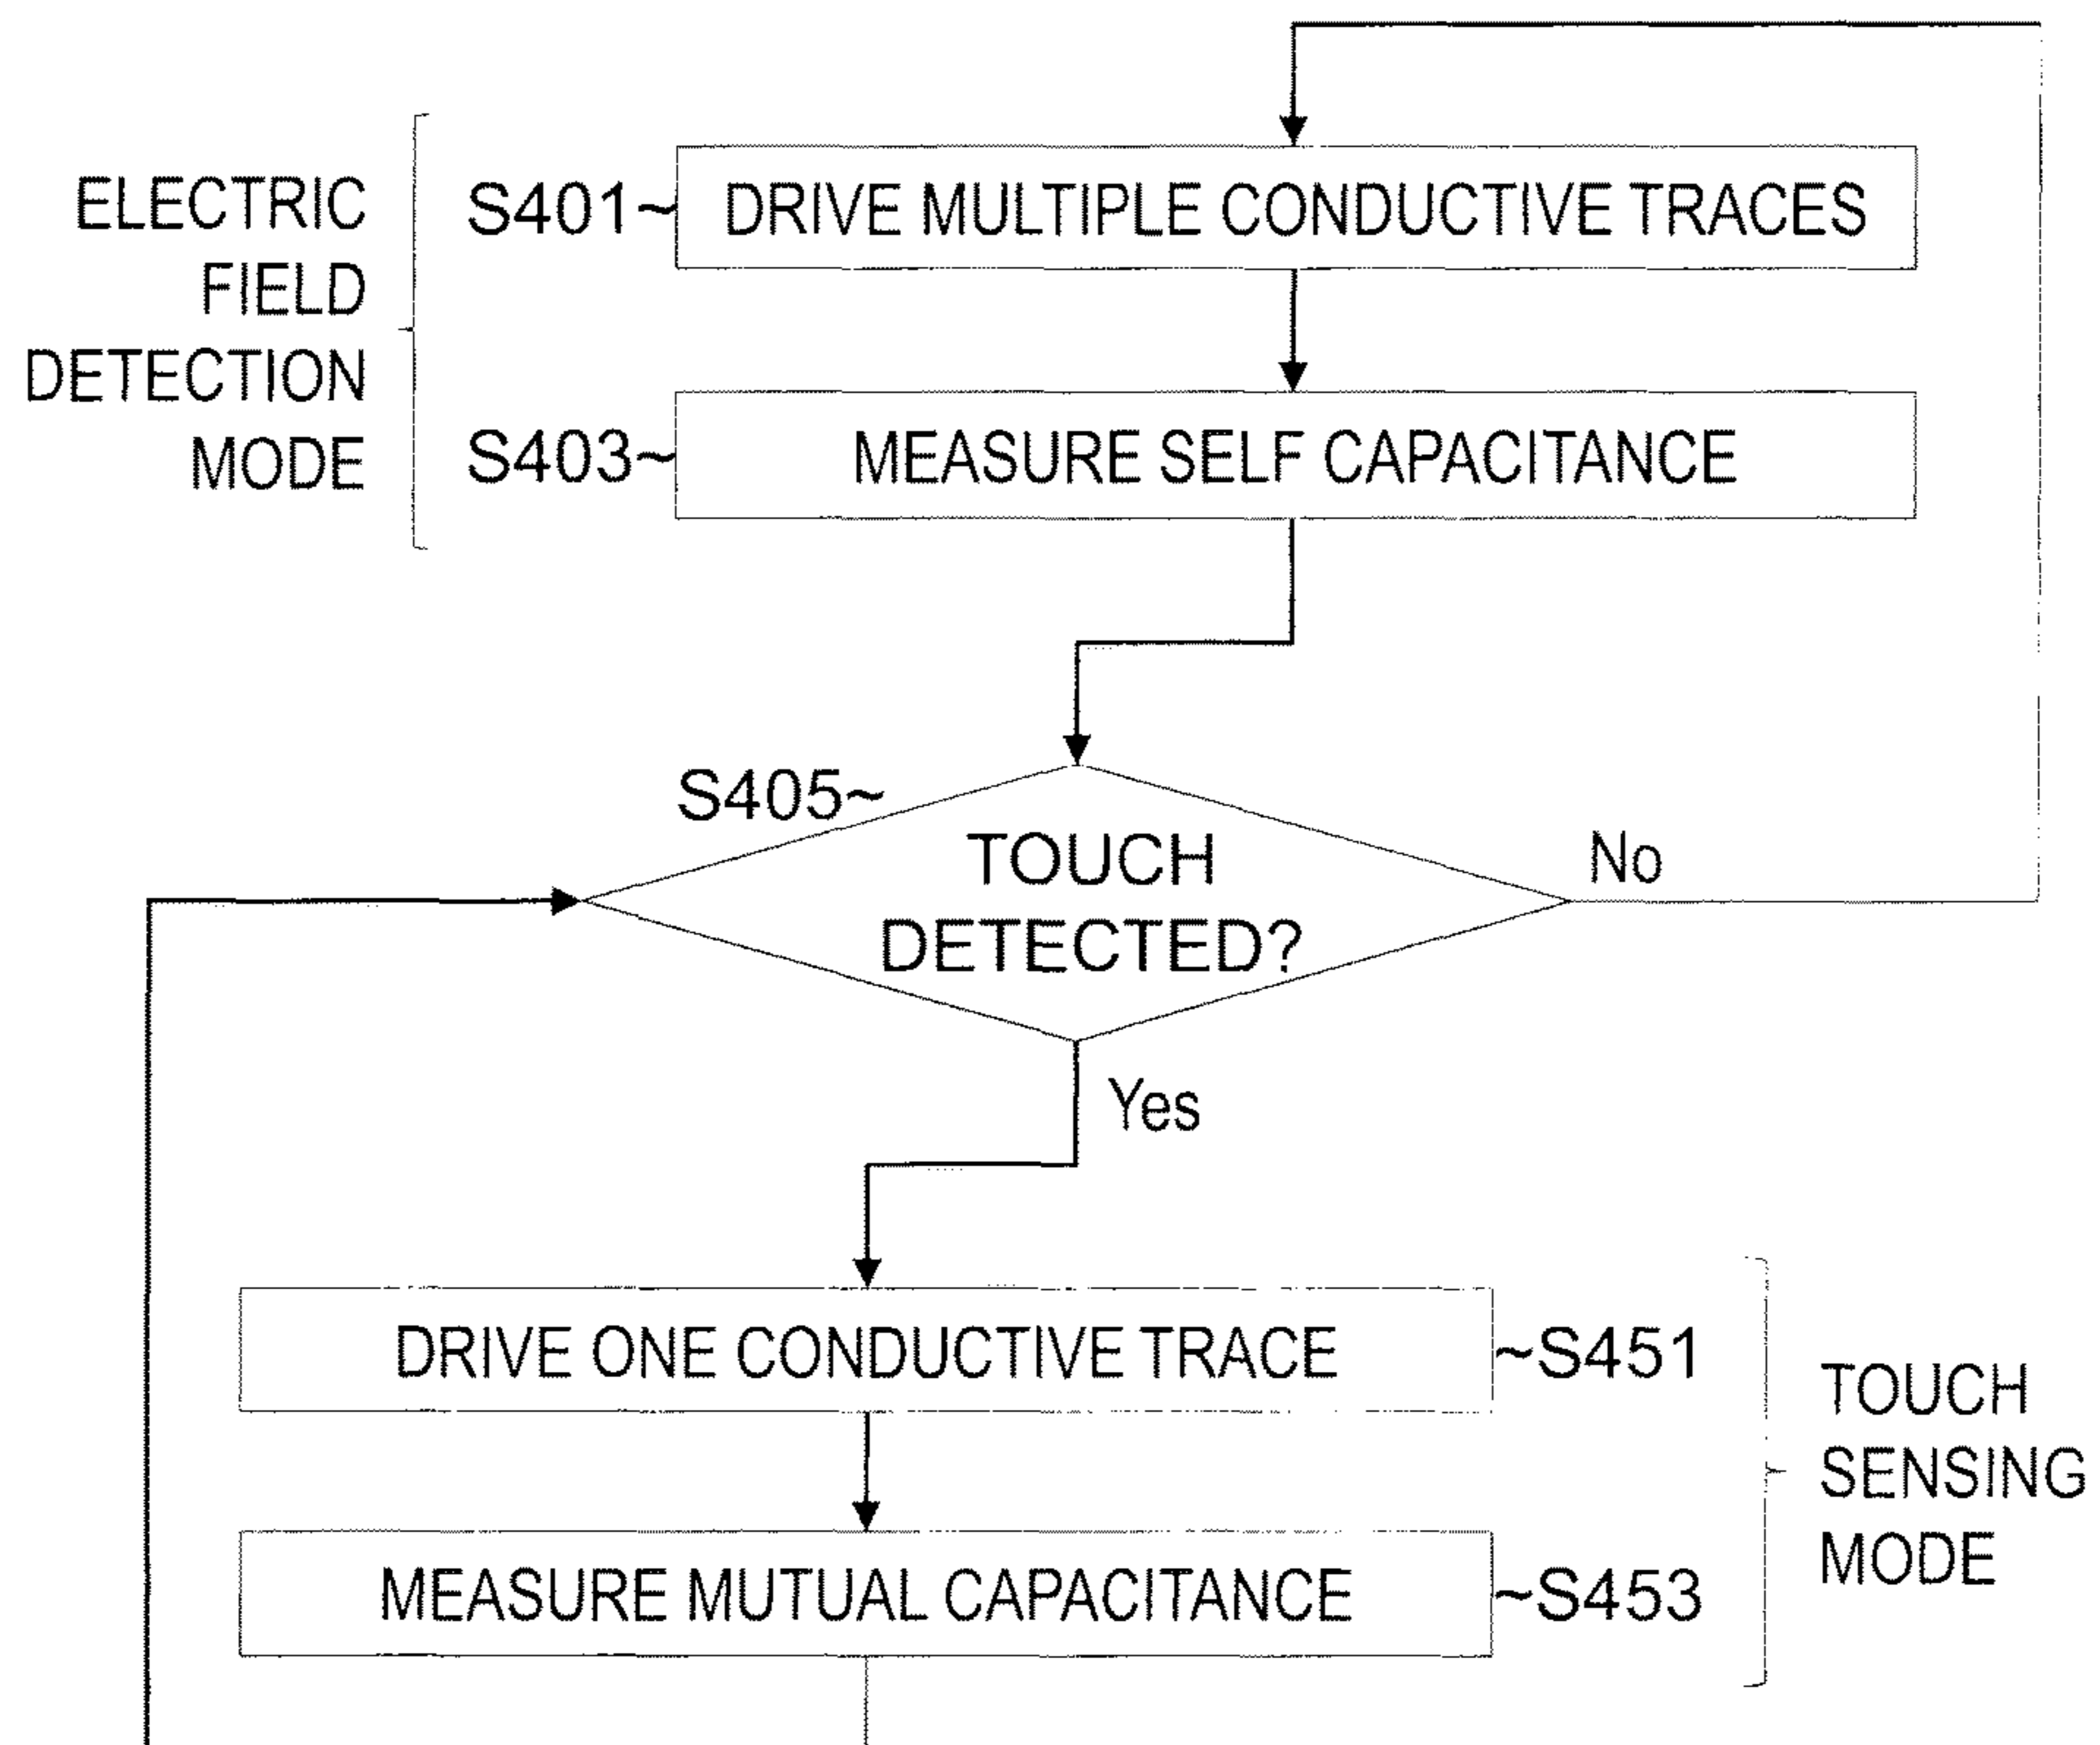 ELECTRIC
FIELD
DETECTION
MODE
S401~
DRIVE MULTIPLE CONDUCTIVE TRACES
S403~
MEASURE SELF CAPACITANCE
S405~
TOUCH
DETECTED?
No
Yes
DRIVE ONE CONDUCTIVE TRACE
~S451
MEASURE MUTUAL CAPACITANCE
~S453
TOUCH
SENSING
MODE